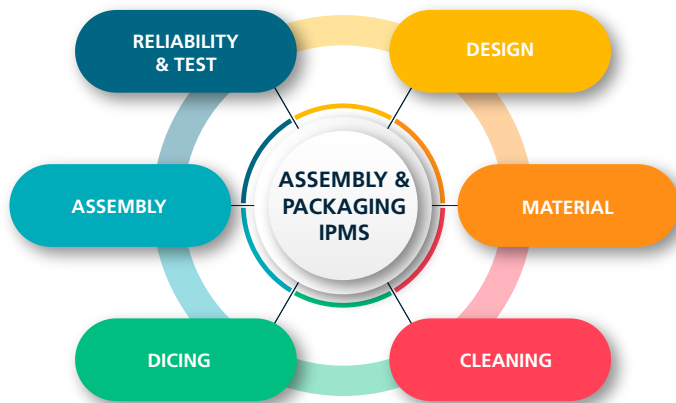 RELIABILITY
& TEST
DESIGN
ASSEMBLY
ASSEMBLY &
PACKAGING
IPMS
MATERIAL
DICING
CLEANING